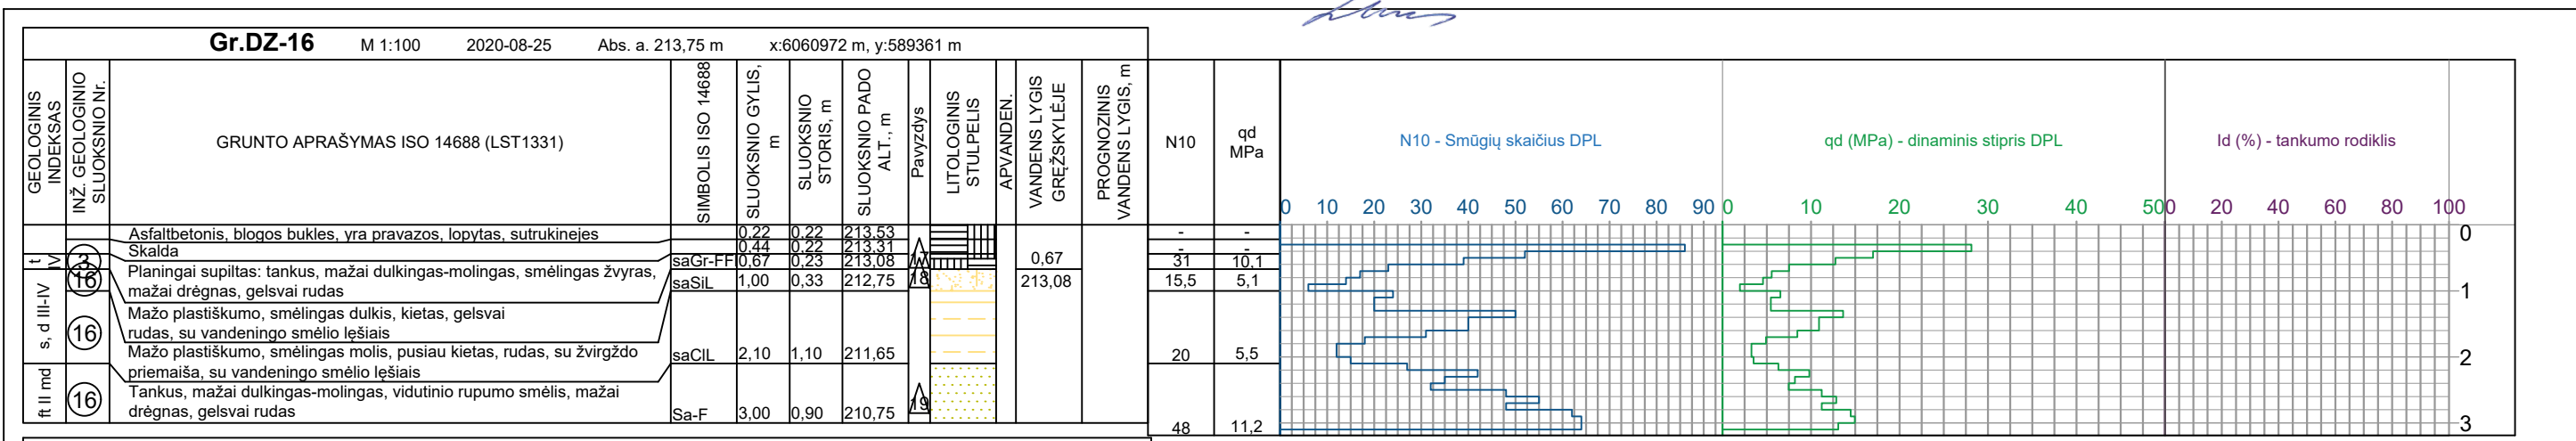 Gr.DZ-16 M 1:100 2020-08-25 Abs. a. 213,75 m x:6060972 m, y:589361 m
GEOLOGINIS
INDEKSAS
INŽ. GEOLOGINIO
SLUOKSNIO Nr.
GRUNTO APRAŠYMAS ISO 14688 (LST1331)
SIMBOLIS ISO 14688
SLUOKSNIO GYLIS,
m
SLUOKSNIO
STORIS, m
SLUOKSNIO PADO
ALT., m
Pavyzdys
LITOLOGINIS
STULPELIS
APVANDEN.
VANDENS LYGIS
GRĘŽSKYLĖJE
PROGNOZINIS
VANDENS LYGIS, m
N10
qd
MPa
N10 - Smūgių skaičius DPL
qd (MPa) - dinaminis stipris DPL
Id (%) - tankumo rodiklis
0 10 20 30 40 50 60 70 80 90
0 10 20 30 40 50
0 20 40 60 80 100
Asfaltbetonis, blogos bukles, yra pravazos, lopytas, sutrukinejes
0,22 0,22 213,53 - -
Skalda
0,44 0,22 213,31 - -
t IV
3
Planingai supiltas: tankus, mažai dulkingas-molingas, smėlingas žvyras,
mažai drėgnas, gelsvai rudas
saGr-FF 0,67 0,23 213,08 17 0,67 31 10,1
s, d III-IV
16
Mažo plastiškumo, smėlingas dulkis, kietas, gelsvai
rudas, su vandeningo smėlio lęšiais
saSiL 1,00 0,33 212,75 18 213,08 15,5 5,1
16
Mažo plastiškumo, smėlingas molis, pusiau kietas, rudas, su žvirgždo
priemaiša, su vandeningo smėlio lęšiais
saClL 2,10 1,10 211,65 20 5,5
ft II md
16
Tankus, mažai dulkingas-molingas, vidutinio rupumo smėlis, mažai
drėgnas, gelsvai rudas
Sa-F 3,00 0,90 210,75 19 48 11,2
0
1
2
3